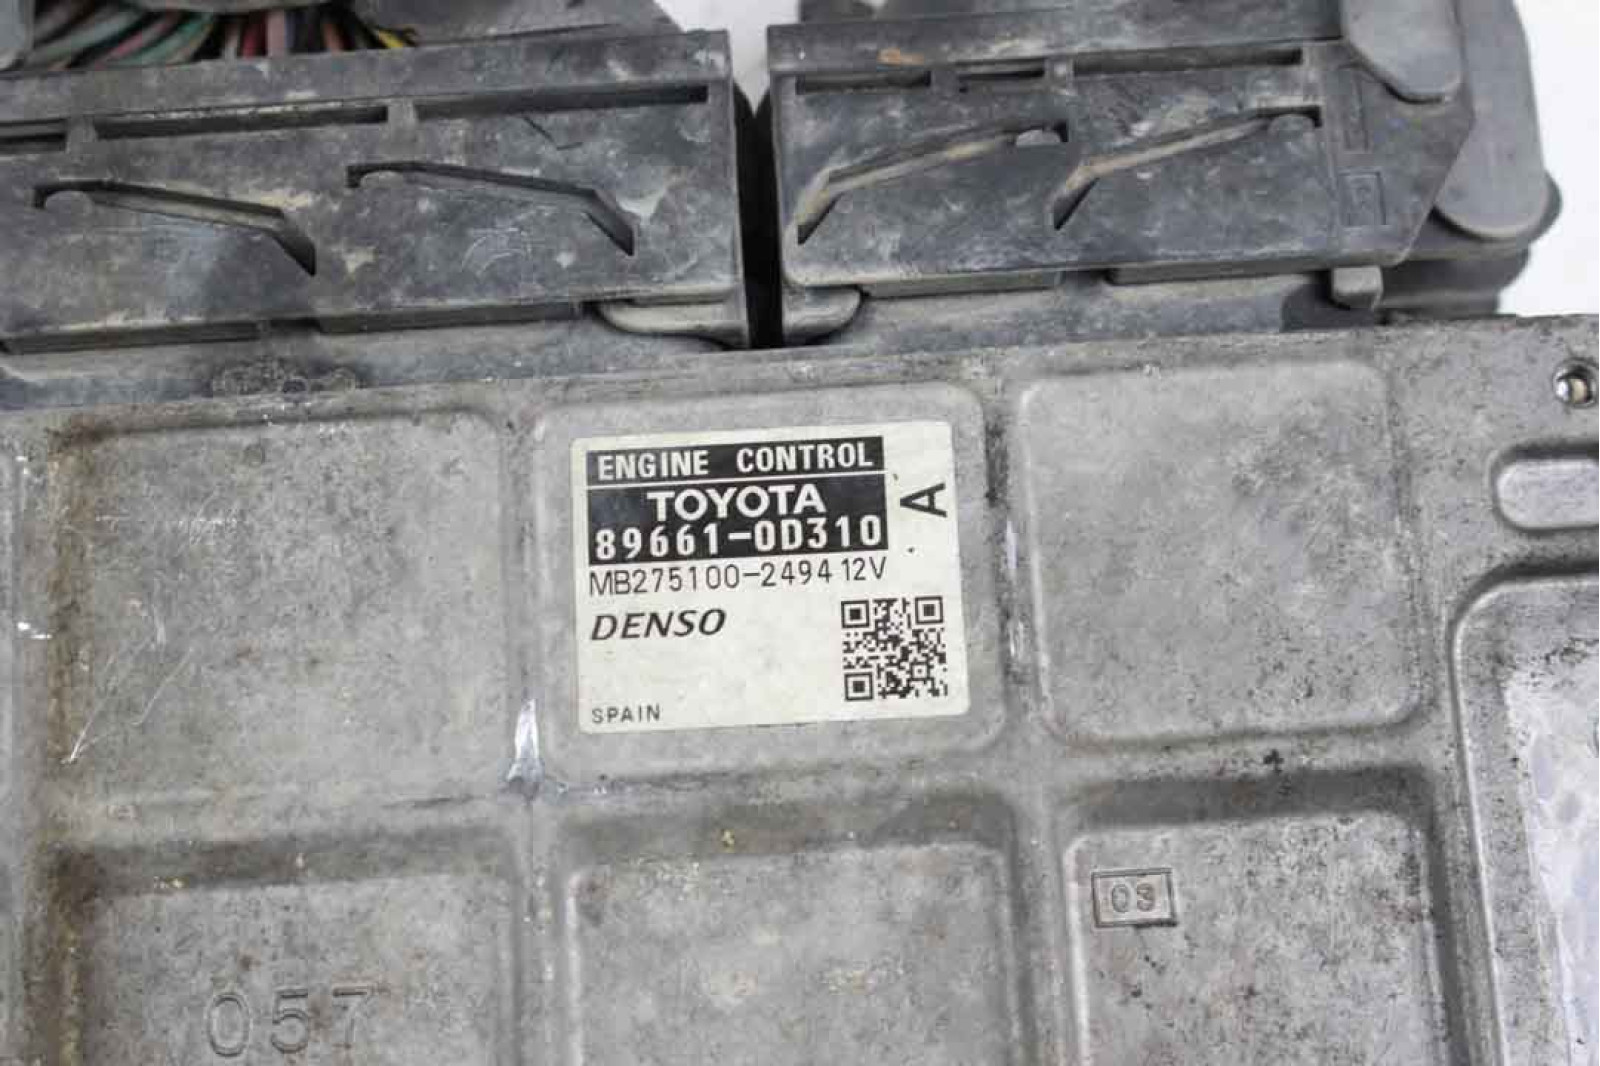 ENGINE CONTROL
TOYOTA
89661-0D310
A
MB275100-2494 12V
DENSO
SPAIN
03
057